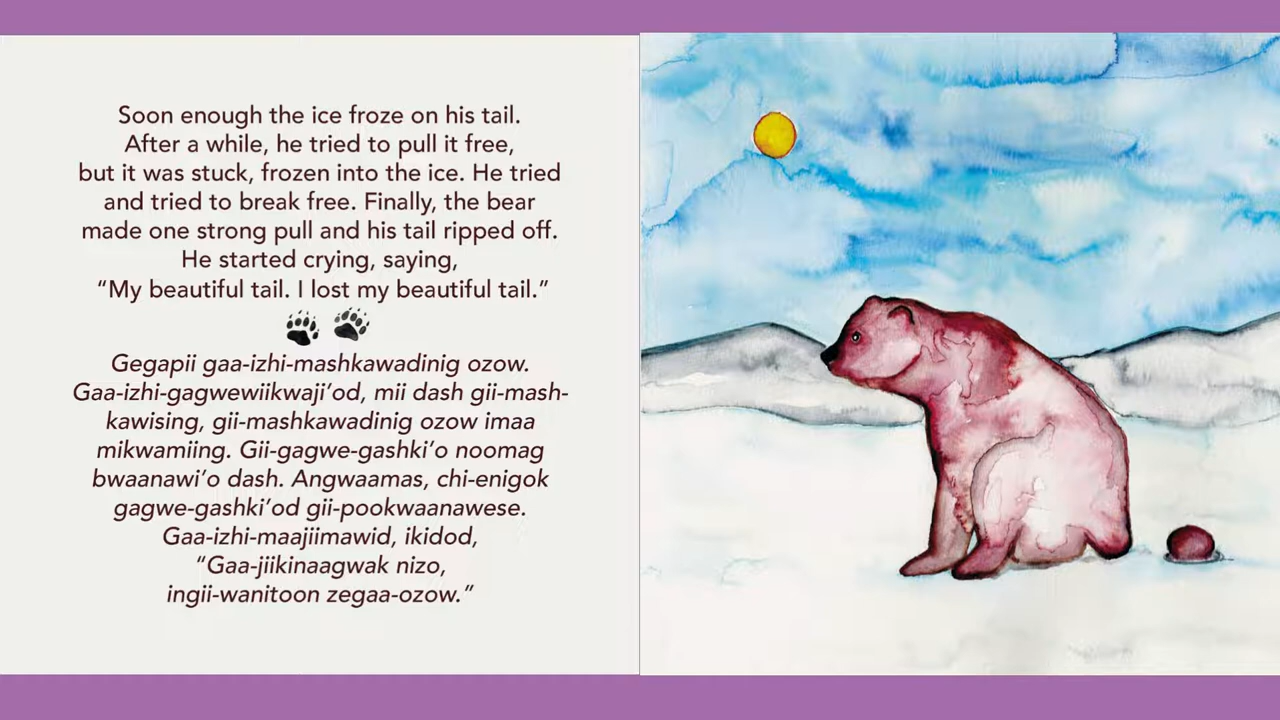 Soon enough the ice froze on his tail.
After a while, he tried to pull it free,
but it was stuck, frozen into the ice. He tried
and tried to break free. Finally, the bear
made one strong pull and his tail ripped off.
He started crying, saying,
“My beautiful tail. I lost my beautiful tail.”
Gegapii gaa-izhi-mashkawadinig ozow.
Gaa-izhi-gagwewiikwaji’od, mii dash gii-mash-
kawising, gii-mashkawadinig ozow imaa
mikwamiing. Gii-gagwe-gashki’o noomag
bwaanawi’o dash. Angwaamas, chi-enigok
gagwe-gashki’od gii-pookwaanawese.
Gaa-izhi-maajiimawid, ikidod,
“Gaa-jiikinaagwak nizo,
ingii-wanitoon zegaa-ozow.”